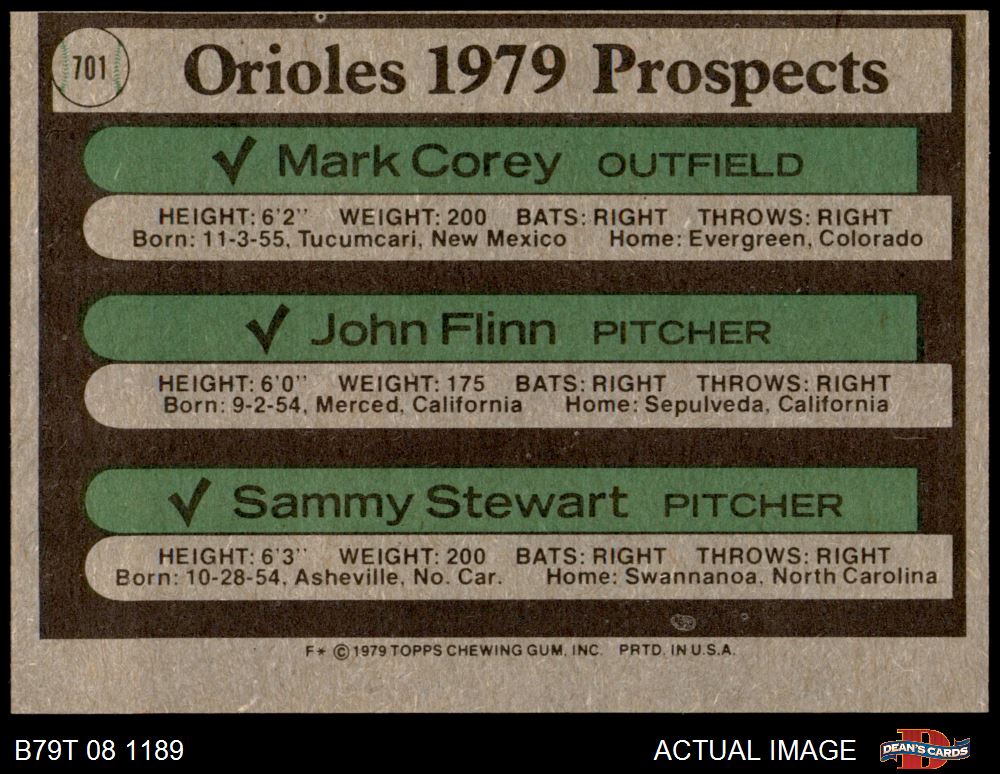 701
Orioles 1979 Prospects
✓ Mark Corey OUTFIELD
HEIGHT: 6'2" WEIGHT: 200 BATS: RIGHT THROWS: RIGHT
Born: 11-3-55, Tucumcari, New Mexico Home: Evergreen, Colorado
✓ John Flinn PITCHER
HEIGHT: 6'0" WEIGHT: 175 BATS: RIGHT THROWS: RIGHT
Born: 9-2-54, Merced, California Home: Sepulveda, California
✓ Sammy Stewart PITCHER
HEIGHT: 6'3" WEIGHT: 200 BATS: RIGHT THROWS: RIGHT
Born: 10-28-54, Asheville, No. Car. Home: Swannanoa, North Carolina
F* © 1979 TOPPS CHEWING GUM, INC. PRTD. IN U.S.A.
B79T 08 1189 ACTUAL IMAGE DEAN'S CARDS